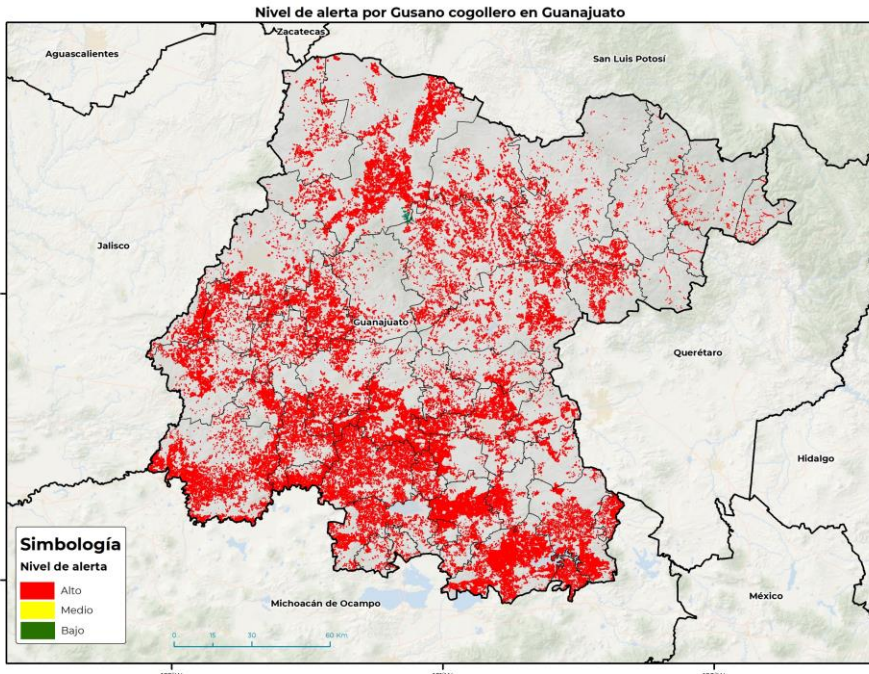 Nivel de alerta por Gusano cogollero en Guanajuato
Zacatecas
Aguascalientes
San Luis Potosí
Jalisco
Guanajuato
Querétaro
Hidalgo
Simbología
Nivel de alerta
Alto
Medio
Bajo
México
Michoacán de Ocampo
0 15 30 60 Km